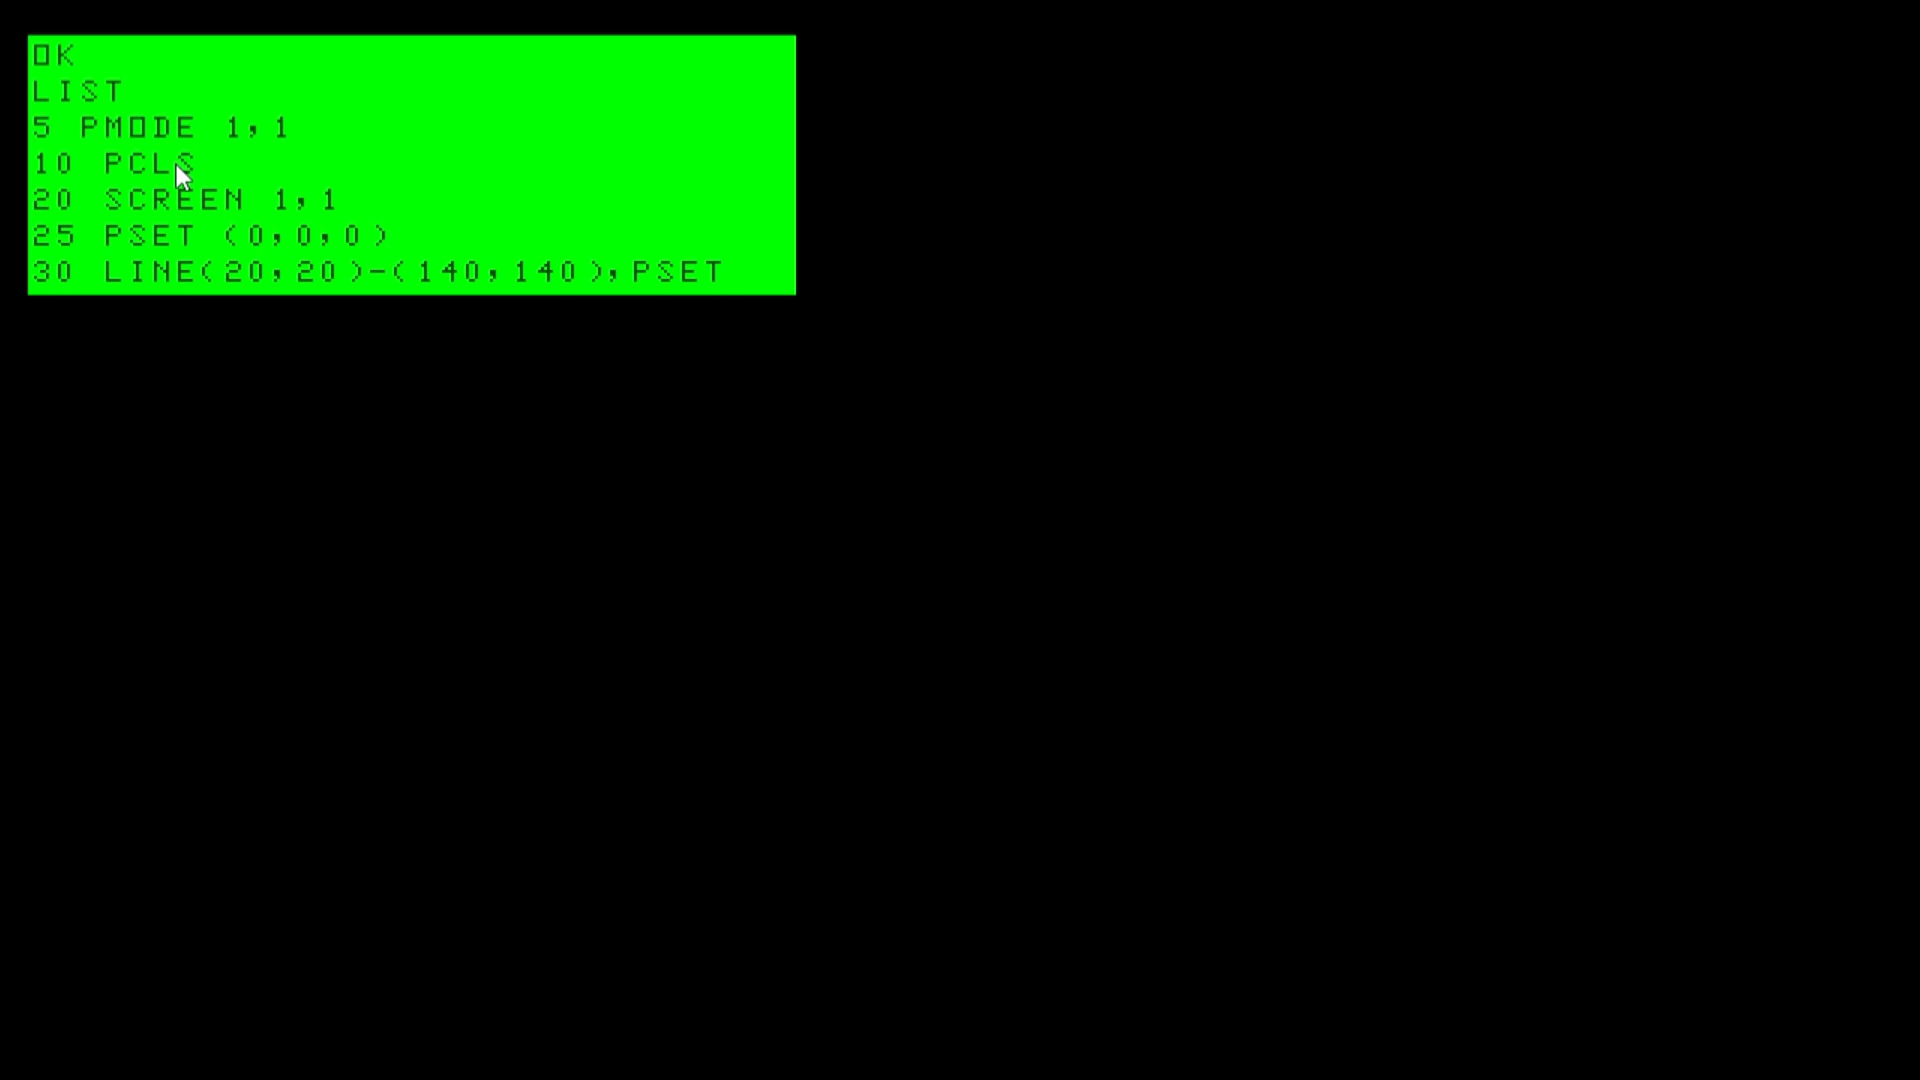 OK
LIST
5 PMODE 1,1
10 PCLS
20 SCREEN 1,1
25 PSET (0,0,0)
30 LINE(20,20)-(140,140),PSET